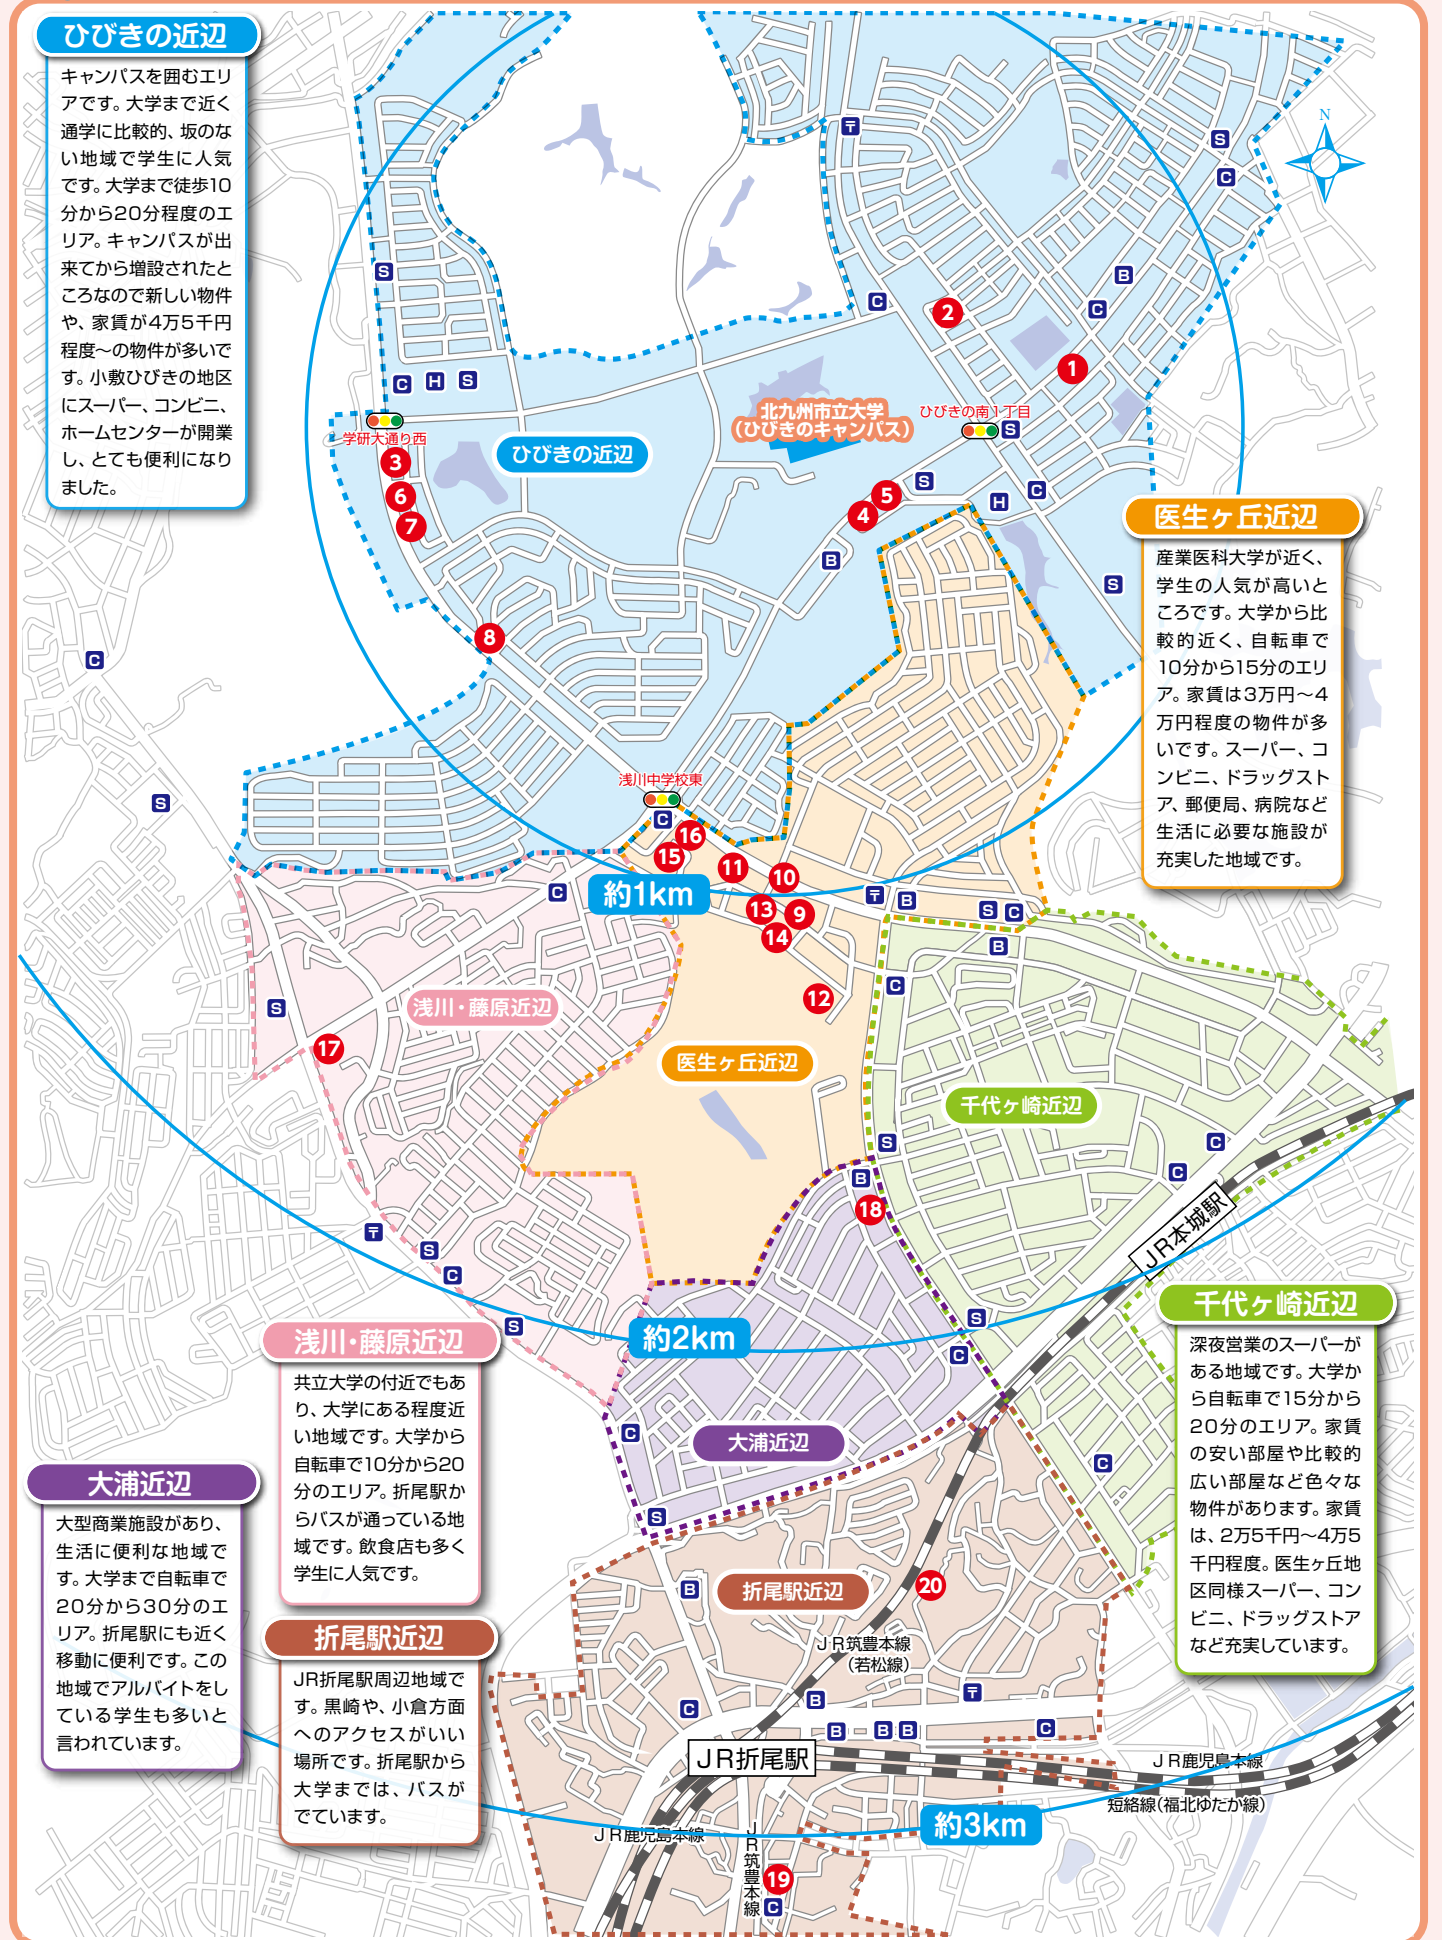 ひびきの近辺
キャンパスを囲むエリ
アです。大学まで近く
通学に比較的、坂のな
い地域で学生に人気
です。大学まで徒歩10
分から20分程度のエ
リア。キャンパスが出
来てから増設されたと
ころなので新しい物件
や、家賃が4万5千円
程度〜の物件が多いで
す。小敷ひびきの地区
にスーパー、コンビニ、
ホームセンターが開業
し、とても便利になり
ました。
N
〒
S
C
S
B
C
C
2
1
C H S
北九州市立大学
(ひびきのキャンパス)
ひびきの南1丁目
S
学研大通り西
ひびきの近辺
3
6
7
S
5
4
C
H
B
S
8
医生ヶ丘近辺
産業医科大学が近く、
学生の人気が高いと
ころです。大学から比
較的近く、自転車で
10分から15分のエリ
ア。家賃は3万円〜4
万円程度の物件が多
いです。スーパー、コ
ンビニ、ドラッグスト
ア、郵便局、病院など
生活に必要な施設が
充実した地域です。
C
S
浅川中学校東
C
16
15
11
10
約1km
C
13
9
14
〒 B
S C
B
12
C
浅川・藤原近辺
S
17
医生ヶ丘近辺
千代ヶ崎近辺
S
C
C
B
18
JR本城駅
〒
S
C
S
約2km
S
C
大浦近辺
C
C
S
千代ヶ崎近辺
深夜営業のスーパーが
ある地域です。大学か
ら自転車で15分から
20分のエリア。家賃
の安い部屋や比較的
広い部屋など色々な
物件があります。家賃
は、2万5千円〜4万5
千円程度。医生ヶ丘地
区同様スーパー、コン
ビニ、ドラッグストア
など充実しています。
浅川・藤原近辺
共立大学の付近でもあ
り、大学にある程度近
い地域です。大学から
自転車で10分から20
分のエリア。折尾駅か
らバスが通っている地
域です。飲食店も多く
学生に人気です。
大浦近辺
大型商業施設があり、
生活に便利な地域で
す。大学まで自転車で
20分から30分のエ
リア。折尾駅にも近く
移動に便利です。この
地域でアルバイトをし
ている学生も多いと
言われています。
折尾駅近辺
JR折尾駅周辺地域で
す。黒崎や、小倉方面
へのアクセスがいい
場所です。折尾駅から
大学までは、バスが
でています。
B
折尾駅近辺
20
JR筑豊本線
(若松線)
C
B
〒
B
B B
C
JR折尾駅
JR鹿児島本線
短絡線(福北ゆたか線)
約3km
JR鹿児島本線
JR筑豊本線
19
C